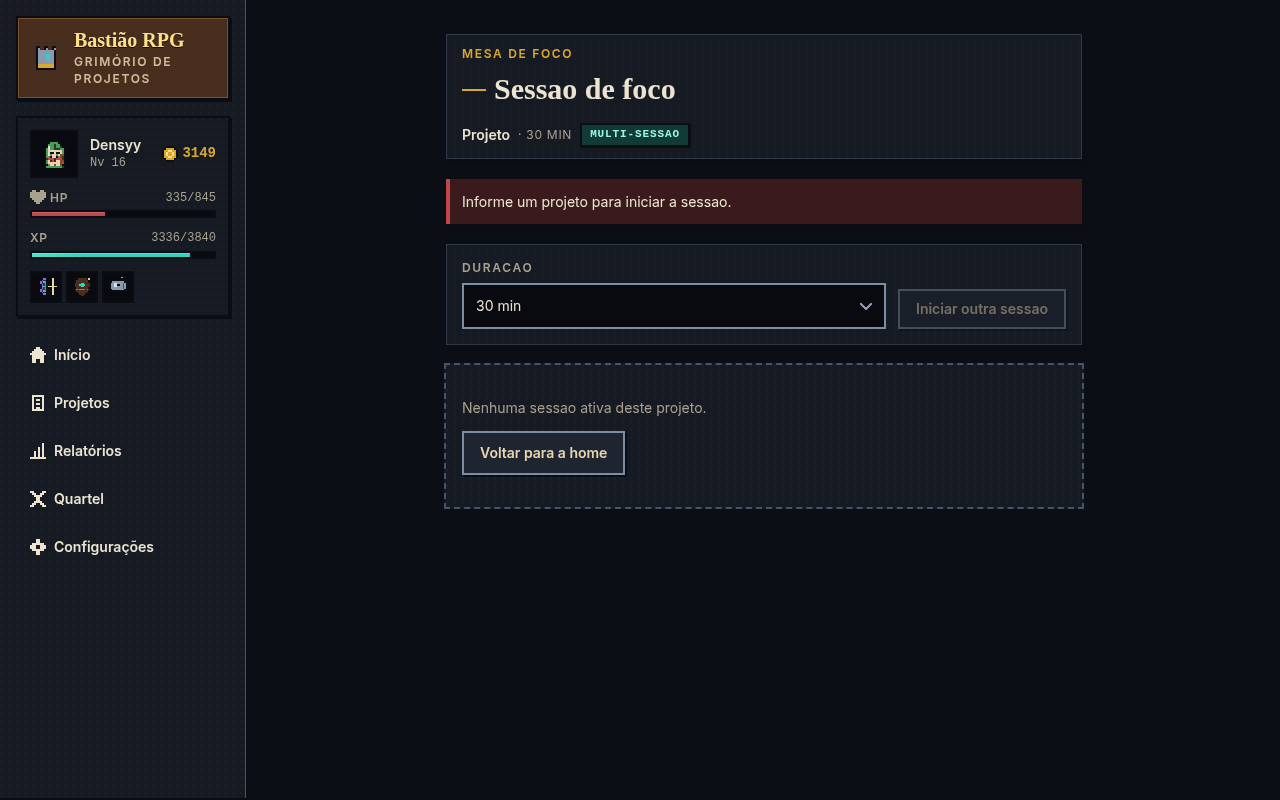 Bastião RPG
GRIMÓRIO DE
PROJETOS
Densyy
Nv 16
3149
HP
335/845
XP
3336/3840
Início
Projetos
Relatórios
Quartel
Configurações
MESA DE FOCO
— Sessao de foco
Projeto · 30 MIN MULTI-SESSAO
Informe um projeto para iniciar a sessao.
DURACAO
30 min
Iniciar outra sessao
Nenhuma sessao ativa deste projeto.
Voltar para a home